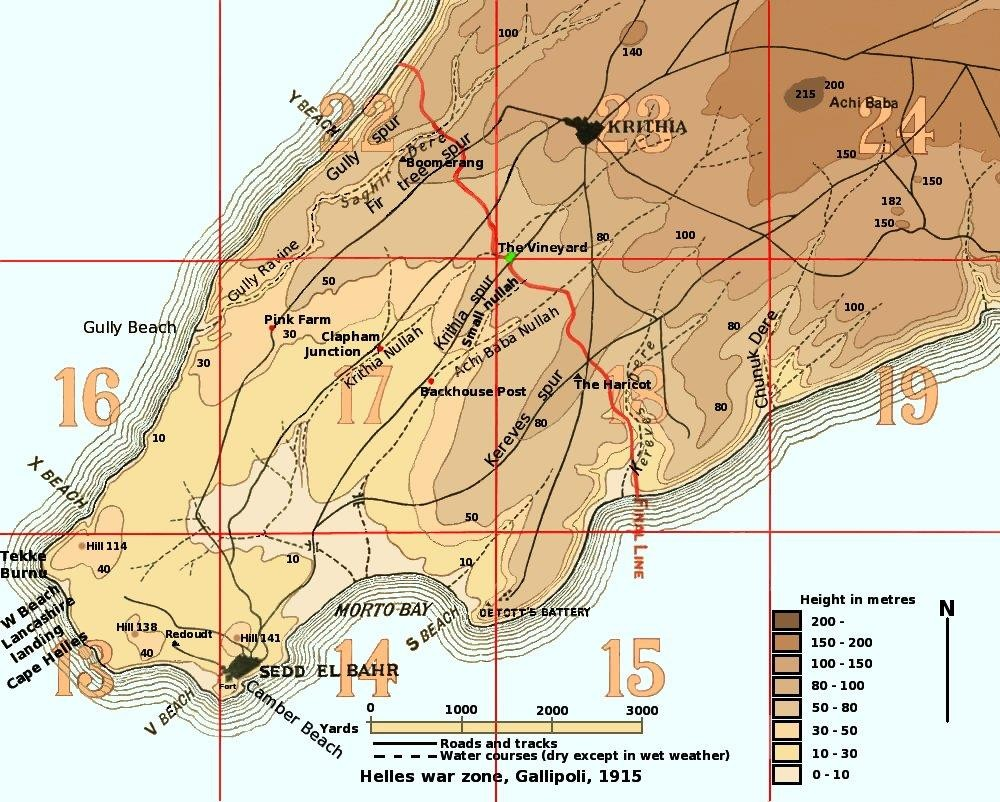 100
140
Y BEACH
22
23
24
215
200
Achi Baba
KRITHIA
Gully spur
Saghir Dere
Boomerang
Fir tree spur
150
150
182
150
The Vineyard
80
100
Gully Ravine
50
Krithia spur
Small nullah
Achi Baba Nullah
Gully Beach
Pink Farm
30
Clapham
Junction
Krithia Nullah
80
100
Chunuk Dere
30
16
17
18
19
Backhouse Post
The Haricot
Kereves spur
Kereves Dere
80
80
10
X BEACH
50
FINAL LINE
Tekke
Burnu
Hill 114
40
10
10
W Beach
Lancashire
landing
Cape Helles
MORTO BAY
S BEACH
DE TOTT'S BATTERY
Hill 138
Redoudt
Hill 141
40
13
14
15
SEDD EL BAHR
Fort
V BEACH
Camber Beach
Height in metres
200 -
150 - 200
100 - 150
80 - 100
50 - 80
30 - 50
10 - 30
0 - 10
N
0 1000 2000 3000
Yards
Roads and tracks
Water courses (dry except in wet weather)
Helles war zone, Gallipoli, 1915